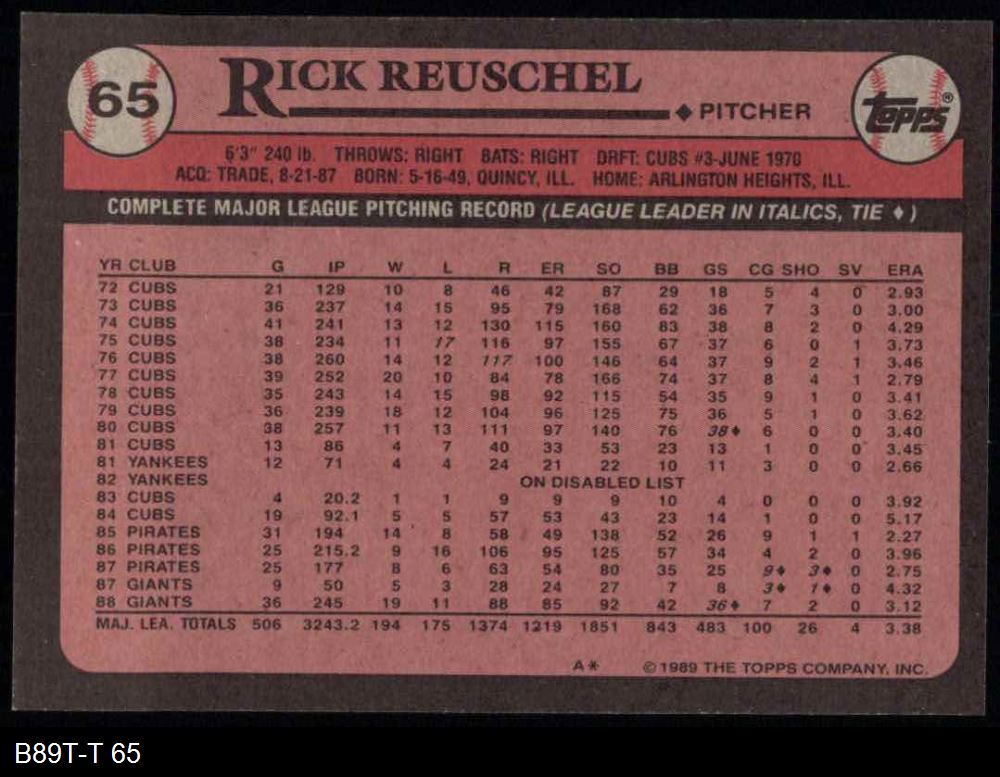 65 RICK REUSCHEL
◆ PITCHER
TOPPS®
6'3" 240 lb. THROWS: RIGHT BATS: RIGHT DRFT: CUBS #3-JUNE 1970
ACQ: TRADE, 8-21-87 BORN: 5-16-49, QUINCY, ILL. HOME: ARLINGTON HEIGHTS, ILL.
COMPLETE MAJOR LEAGUE PITCHING RECORD (LEAGUE LEADER IN ITALICS, TIE ♦)
YR CLUB G IP W L R ER SO BB GS CG SHO SV ERA
72 CUBS 21 129 10 8 46 42 87 29 18 5 4 0 2.93
73 CUBS 36 237 14 15 95 79 168 62 36 7 3 0 3.00
74 CUBS 41 241 13 12 130 115 160 83 38 8 2 0 4.29
75 CUBS 38 234 11 17 116 97 155 67 37 6 0 1 3.73
76 CUBS 38 260 14 12 117 100 146 64 37 9 2 1 3.46
77 CUBS 39 252 20 10 84 78 166 74 37 8 4 1 2.79
78 CUBS 35 243 14 15 98 92 115 54 35 9 1 0 3.41
79 CUBS 36 239 18 12 104 96 125 75 36 5 1 0 3.62
80 CUBS 38 257 11 13 111 97 140 76 38♦ 6 0 0 3.40
81 CUBS 13 86 4 7 40 33 53 23 13 1 0 0 3.45
81 YANKEES 12 71 4 4 24 21 22 10 11 3 0 0 2.66
82 YANKEES ON DISABLED LIST
83 CUBS 4 20.2 1 1 9 9 9 10 4 0 0 0 3.92
84 CUBS 19 92.1 5 5 57 53 43 23 14 1 0 0 5.17
85 PIRATES 31 194 14 8 58 49 138 52 26 9 1 1 2.27
86 PIRATES 25 215.2 9 16 106 95 125 57 34 4 2 0 3.96
87 PIRATES 25 177 8 6 63 54 80 35 25 9♦ 3♦ 0 2.75
87 GIANTS 9 50 5 3 28 24 27 7 8 3♦ 1♦ 0 4.32
88 GIANTS 36 245 19 11 88 85 92 42 36♦ 7 2 0 3.12
MAJ. LEA. TOTALS 506 3243.2 194 175 1374 1219 1851 843 483 100 26 4 3.38
A* © 1989 THE TOPPS COMPANY, INC.
B89T-T 65